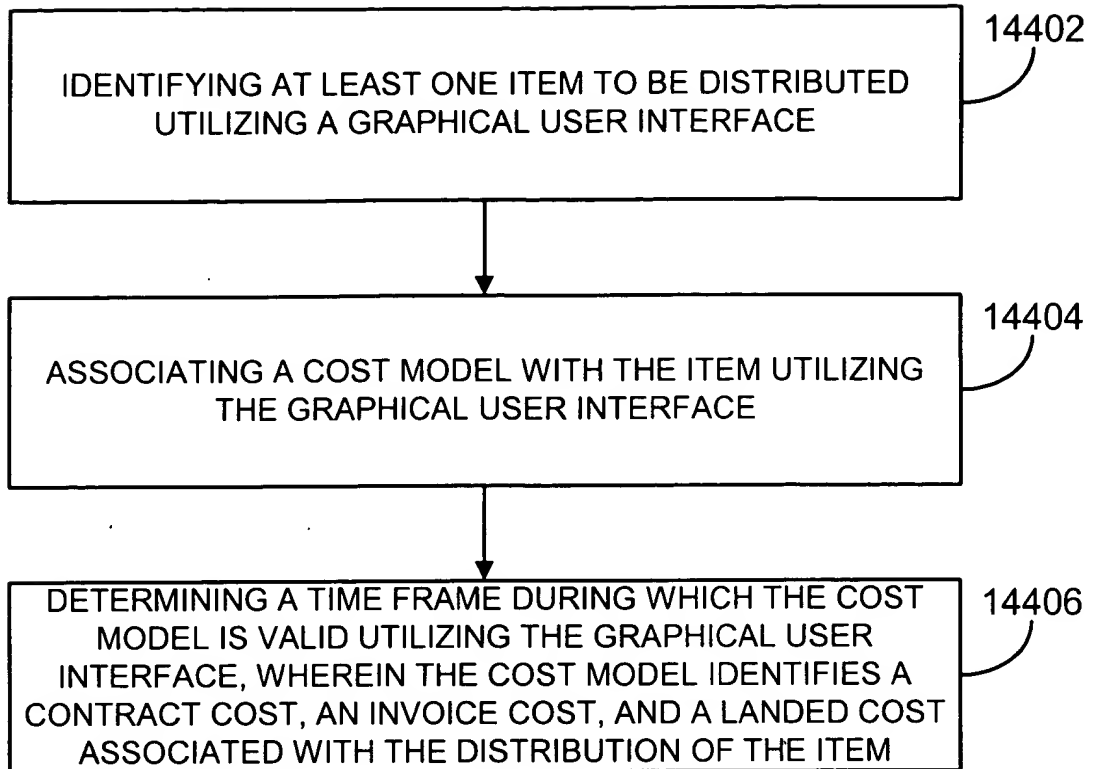 14402
IDENTIFYING AT LEAST ONE ITEM TO BE DISTRIBUTED
UTILIZING A GRAPHICAL USER INTERFACE
14404
ASSOCIATING A COST MODEL WITH THE ITEM UTILIZING
THE GRAPHICAL USER INTERFACE
14406
DETERMINING A TIME FRAME DURING WHICH THE COST
MODEL IS VALID UTILIZING THE GRAPHICAL USER
INTERFACE, WHEREIN THE COST MODEL IDENTIFIES A
CONTRACT COST, AN INVOICE COST, AND A LANDED COST
ASSOCIATED WITH THE DISTRIBUTION OF THE ITEM